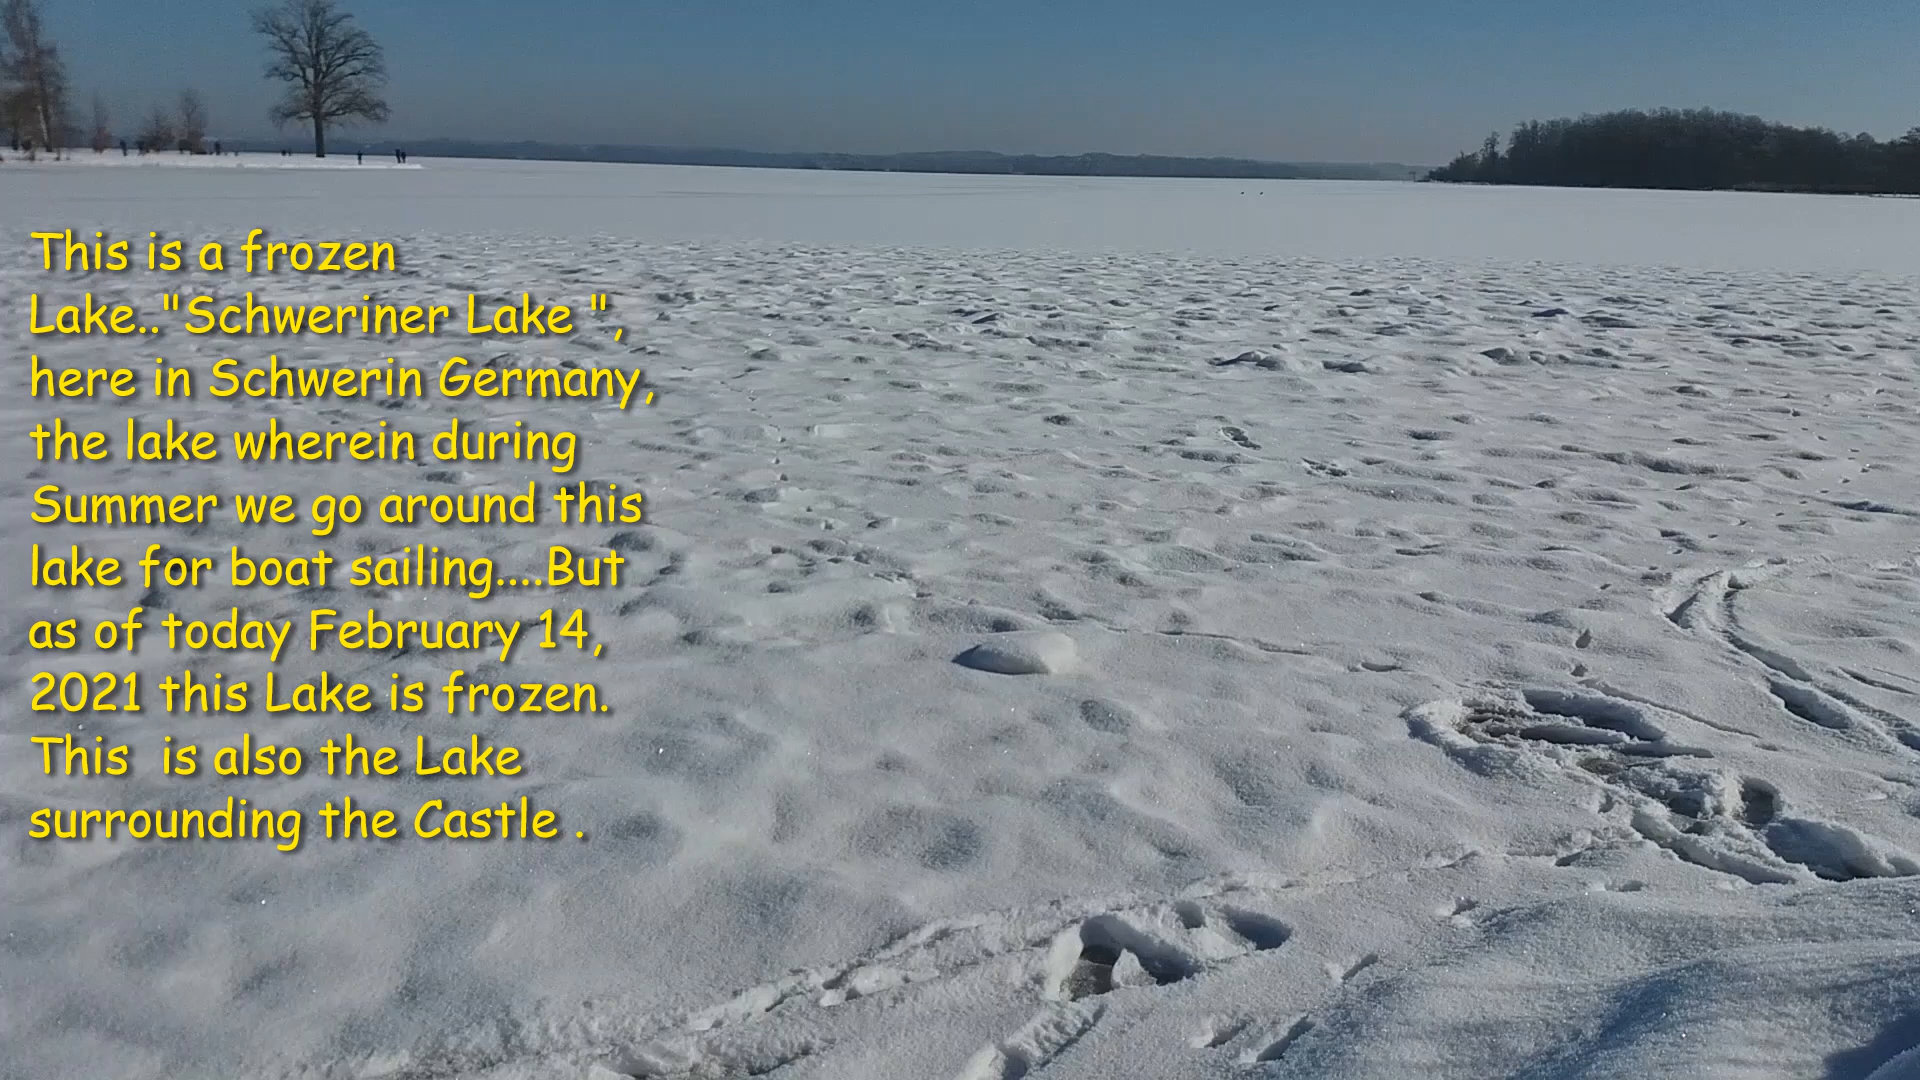 This is a frozen
Lake.."Schweriner Lake ",
here in Schwerin Germany,
the lake wherein during
Summer we go around this
lake for boat sailing....But
as of today February 14,
2021 this Lake is frozen.
This  is also the Lake
surrounding the Castle .